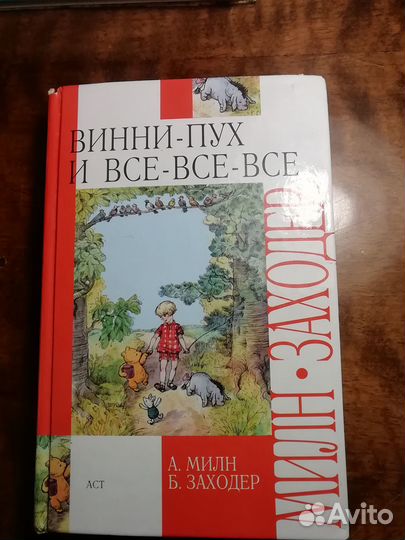 ВИННИ-ПУХ
И ВСЕ-ВСЕ-ВСЕ
МИЛН • ЗАХОДЕР
А. МИЛН
Б. ЗАХОДЕР
АСТ
Avito